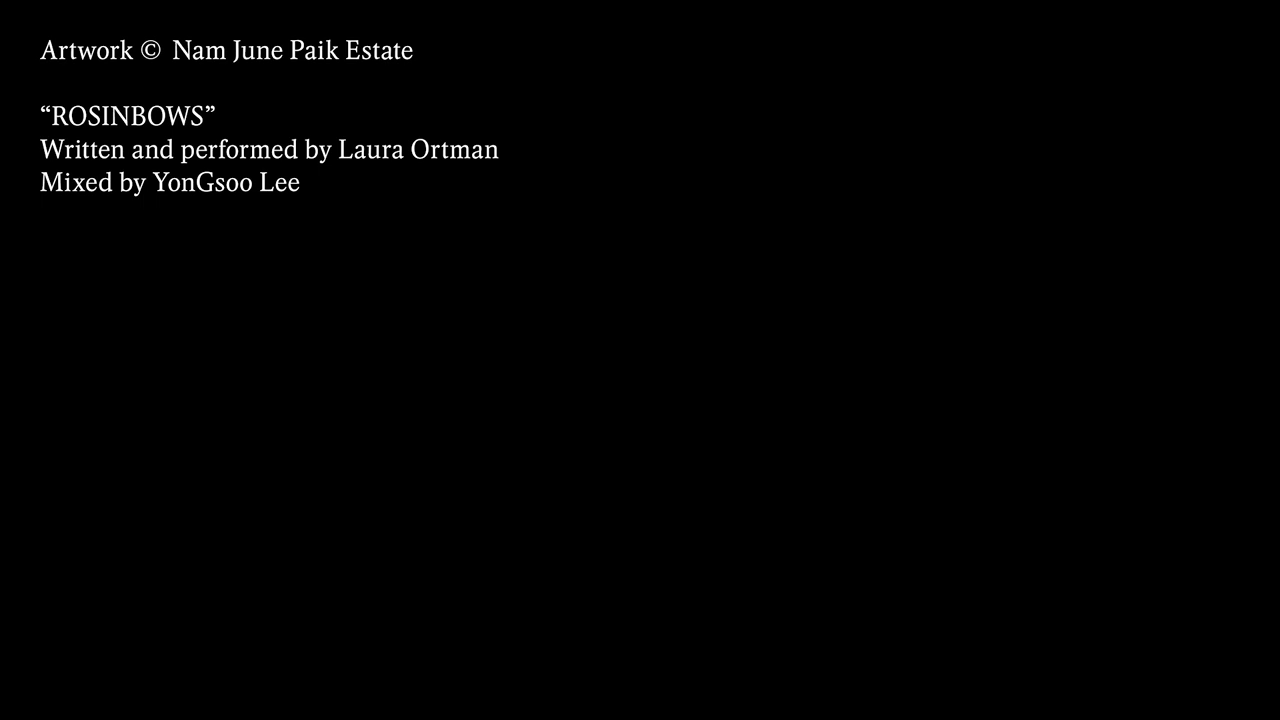 Artwork © Nam June Paik Estate
“ROSINBOWS”
Written and performed by Laura Ortman
Mixed by YonGsoo Lee